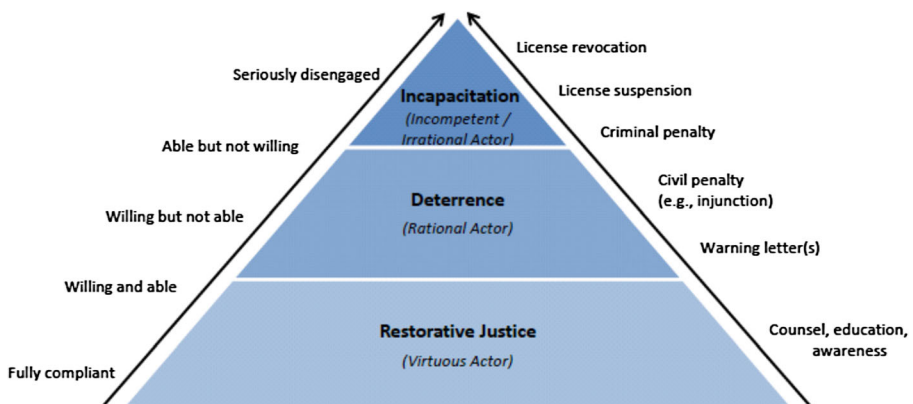 License revocation
Seriously disengaged
License suspension
Incapacitation
(Incompetent /
Irrational Actor)
Criminal penalty
Able but not willing
Civil penalty
(e.g., injunction)
Deterrence
(Rational Actor)
Willing but not able
Warning letter(s)
Willing and able
Restorative Justice
(Virtuous Actor)
Counsel, education,
awareness
Fully compliant